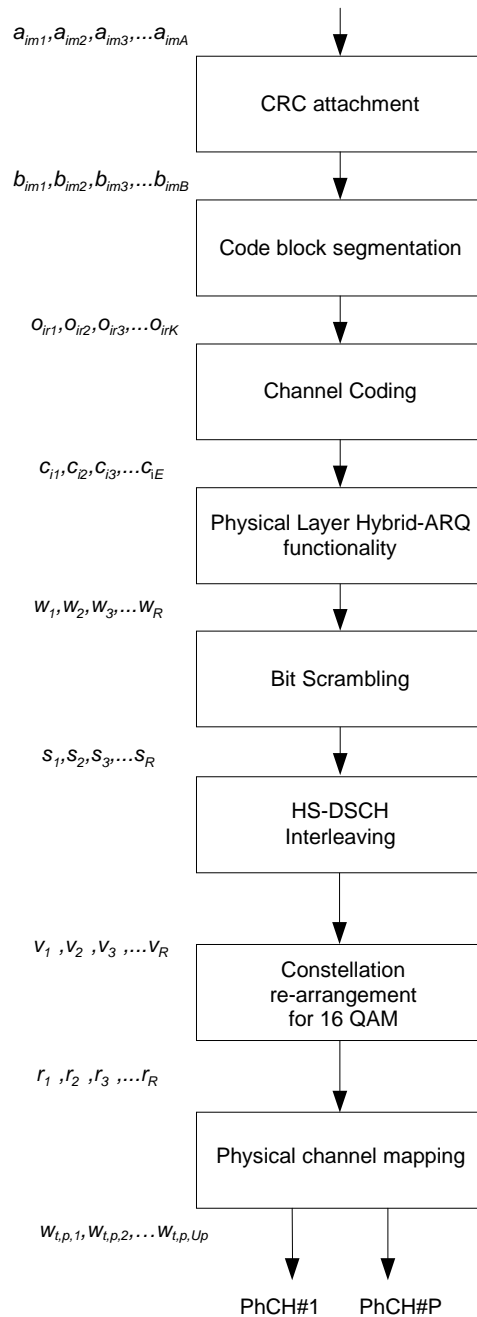 a_im1,a_im2,a_im3,...a_imA
CRC attachment
b_im1,b_im2,b_im3,...b_imB
Code block segmentation
o_ir1,o_ir2,o_ir3,...o_irK
Channel Coding
c_i1,c_i2,c_i3,...c_iE
Physical Layer Hybrid-ARQ
functionality
w_1,w_2,w_3,...w_R
Bit Scrambling
s_1,s_2,s_3,...s_R
HS-DSCH
Interleaving
v_1 ,v_2 ,v_3 ,...v_R
Constellation
re-arrangement
for 16 QAM
r_1 ,r_2 ,r_3 ,...r_R
Physical channel mapping
w_t,p,1,w_t,p,2,...w_t,p,Up
PhCH#1 PhCH#P